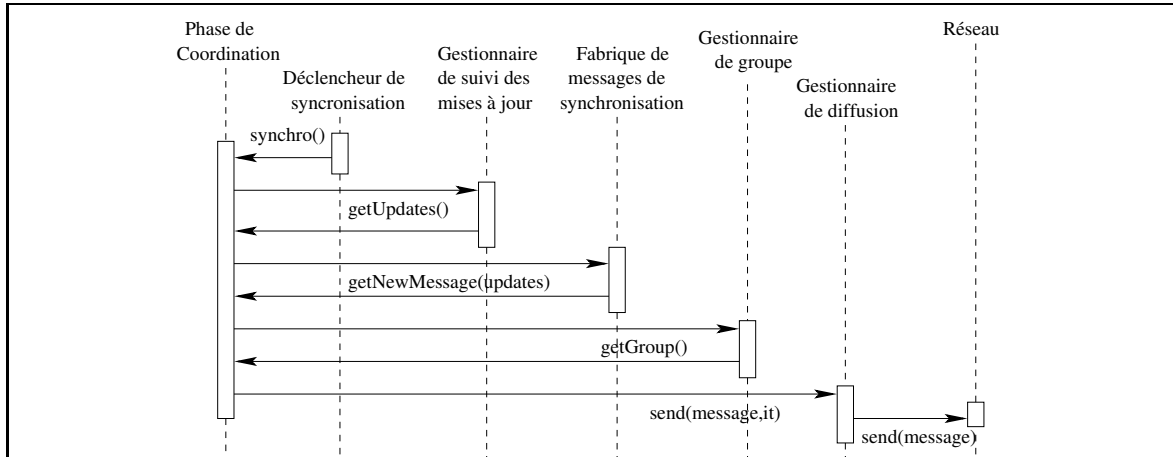 Phase de
Coordination
Déclencheur de
syncronisation
Gestionnaire
de suivi des
mises à jour
Fabrique de
messages de
synchronisation
Gestionnaire
de groupe
Gestionnaire
de diffusion
Réseau
synchro()
getUpdates()
getNewMessage(updates)
getGroup()
send(message,it)
send(message)